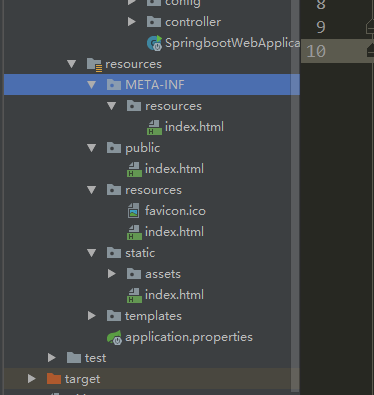 config
8
controller
9
SpringbootWebApplica
10
resources
META-INF
resources
index.html
public
index.html
resources
favicon.ico
index.html
static
assets
index.html
templates
application.properties
test
target